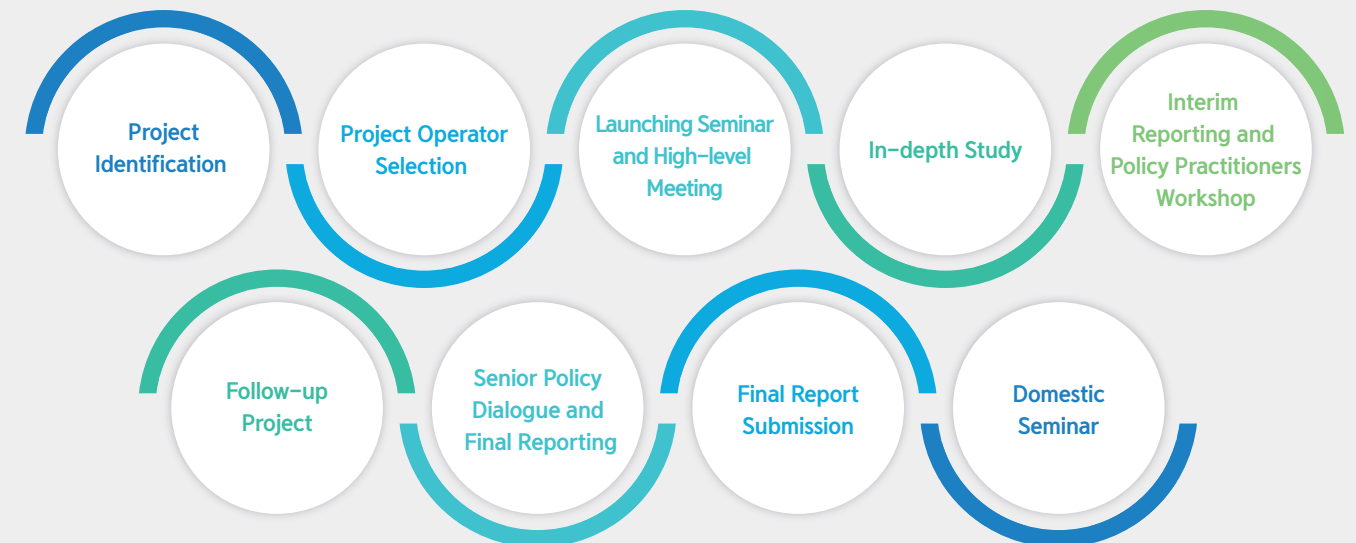 Project
Identification
Project Operator
Selection
Launching Seminar
and High-level
Meeting
In-depth Study
Interim
Reporting and
Policy Practitioners
Workshop
Follow-up
Project
Senior Policy
Dialogue and
Final Reporting
Final Report
Submission
Domestic
Seminar